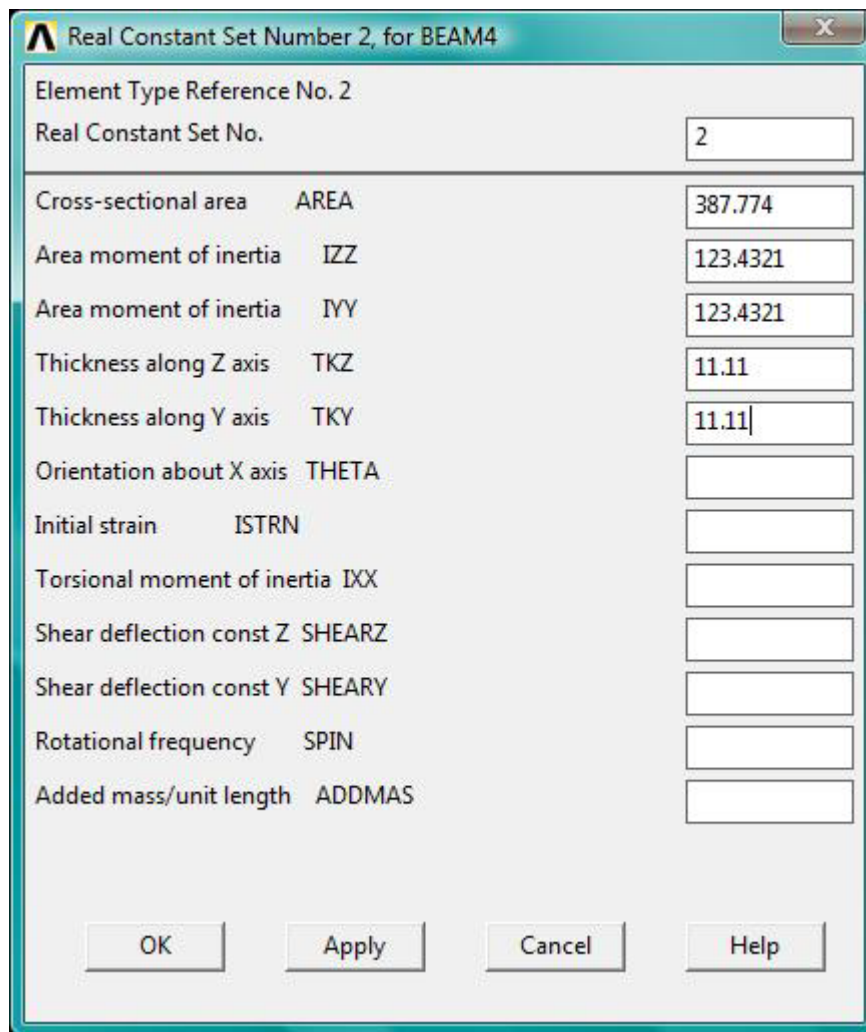 Real Constant Set Number 2, for BEAM4
Element Type Reference No. 2
Real Constant Set No. 2
Cross-sectional area AREA 387.774
Area moment of inertia IZZ 123.4321
Area moment of inertia IYY 123.4321
Thickness along Z axis TKZ 11.11
Thickness along Y axis TKY 11.11
Orientation about X axis THETA
Initial strain ISTRN
Torsional moment of inertia IXX
Shear deflection const Z SHEARZ
Shear deflection const Y SHEARY
Rotational frequency SPIN
Added mass/unit length ADDMAS
OK Apply Cancel Help